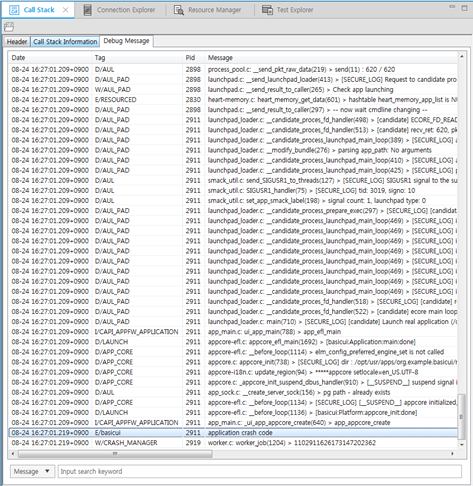 Call Stack Connection Explorer Resource Manager Test Explorer
Header Call Stack Information Debug Message
Date Tag Pid Message
08-24 16:27:01.209+0900 D/AUL 2898 process_pool.c: __send_pkt_raw_data(219) > send(11) : 620 / 620
08-24 16:27:01.209+0900 D/AUL_PAD 2898 launchpad.c: __send_launchpad_loader(413) > [SECURE_LOG] Request to candidate pro
08-24 16:27:01.209+0900 W/AUL_PAD 2898 launchpad.c: __send_result_to_caller(265) > Check app launching
08-24 16:27:01.209+0900 E/RESOURCED 2830 heart-memory.c: heart_memory_get_data(601) > hashtable heart_memory_app_list is NU
08-24 16:27:01.209+0900 D/AUL_PAD 2898 launchpad.c: __send_result_to_caller(297) > -- now wait cmdline changing --
08-24 16:27:01.209+0900 D/AUL_PAD 2911 launchpad_loader.c: __candidate_proces_fd_handler(498) > [candidate] ECORE_FD_READ
08-24 16:27:01.209+0900 D/AUL_PAD 2911 launchpad_loader.c: __candidate_proces_fd_handler(513) > [candidate] recv_ret: 620, pk
08-24 16:27:01.209+0900 D/AUL_PAD 2911 launchpad_loader.c: __candidate_process_launchpad_main_loop(389) > [SECURE_LOG] a
08-24 16:27:01.209+0900 D/AUL_PAD 2911 launchpad_loader.c: __modify_bundle(276) > parsing app_path: No arguments
08-24 16:27:01.209+0900 D/AUL_PAD 2911 launchpad_loader.c: __candidate_process_launchpad_main_loop(410) > [SECURE_LOG] a
08-24 16:27:01.209+0900 D/AUL_PAD 2911 launchpad_loader.c: __candidate_process_launchpad_main_loop(425) > [SECURE_LOG] p
08-24 16:27:01.209+0900 D/AUL 2911 smack_util.c: send_SIGUSR1_to_threads(127) > [SECURE_LOG] SIGUSR1 signal to the su
08-24 16:27:01.209+0900 D/AUL 2911 smack_util.c: SIGUSR1_handler(75) > [SECURE_LOG] tid: 3019, signo: 10
08-24 16:27:01.209+0900 D/AUL 2911 smack_util.c: set_app_smack_label(198) > signal count: 1, launchpad type: 0
08-24 16:27:01.209+0900 D/AUL_PAD 2911 launchpad_loader.c: __candidate_process_prepare_exec(297) > [SECURE_LOG] [candidat
08-24 16:27:01.209+0900 D/AUL_PAD 2911 launchpad_loader.c: __candidate_process_launchpad_main_loop(469) > [SECURE_LOG] i
08-24 16:27:01.209+0900 D/AUL_PAD 2911 launchpad_loader.c: __candidate_process_launchpad_main_loop(469) > [SECURE_LOG] i
08-24 16:27:01.209+0900 D/AUL_PAD 2911 launchpad_loader.c: __candidate_process_launchpad_main_loop(469) > [SECURE_LOG] i
08-24 16:27:01.209+0900 D/AUL_PAD 2911 launchpad_loader.c: __candidate_process_launchpad_main_loop(469) > [SECURE_LOG] i
08-24 16:27:01.209+0900 D/AUL_PAD 2911 launchpad_loader.c: __candidate_process_launchpad_main_loop(469) > [SECURE_LOG] i
08-24 16:27:01.209+0900 D/AUL_PAD 2911 launchpad_loader.c: __candidate_proces_fd_handler(518) > [SECURE_LOG] [candidate] re
08-24 16:27:01.209+0900 D/AUL_PAD 2911 launchpad_loader.c: __candidate_proces_fd_handler(522) > [candidate] ecore main loop
08-24 16:27:01.209+0900 D/AUL_PAD 2911 launchpad_loader.c: main(710) > [SECURE_LOG] [candidate] Launch real application (/u
08-24 16:27:01.209+0900 I/CAPI_APPFW_APPLICATION 2911 app_main.c: ui_app_main(788) > app_efl_main
08-24 16:27:01.209+0900 D/LAUNCH 2911 appcore-efl.c: appcore_efl_main(1692) > [basicui:Application:main:done]
08-24 16:27:01.209+0900 D/APP_CORE 2911 appcore-efl.c: __before_loop(1114) > elm_config_preferred_engine_set is not called
08-24 16:27:01.209+0900 D/APP_CORE 2911 appcore.c: appcore_init(738) > [SECURE_LOG] dir : /opt/usr/apps/org.example.basicui/r
08-24 16:27:01.209+0900 D/APP_CORE 2911 appcore-i18n.c: update_region(94) > *****appcore setlocale=en_US.UTF-8
08-24 16:27:01.209+0900 D/APP_CORE 2911 appcore.c: _appcore_init_suspend_dbus_handler(910) > [__SUSPEND__] suspend signal i
08-24 16:27:01.209+0900 D/AUL 2911 app_sock.c: __create_server_sock(156) > pg path - already exists
08-24 16:27:01.219+0900 D/APP_CORE 2911 appcore-efl.c: __before_loop(1134) > [SECURE_LOG] [__SUSPEND__] appcore initialized,
08-24 16:27:01.219+0900 D/LAUNCH 2911 appcore-efl.c: __before_loop(1136) > [basicui:Platform:appcore_init:done]
08-24 16:27:01.219+0900 I/CAPI_APPFW_APPLICATION 2911 app_main.c: _ui_app_appcore_create(640) > app_appcore_create
08-24 16:27:01.219+0900 E/basicui 2911 application crash code
08-24 16:27:01.219+0900 W/CRASH_MANAGER 2919 worker.c: worker_job(1204) > 1102911626173147202362
Message Input search keyword